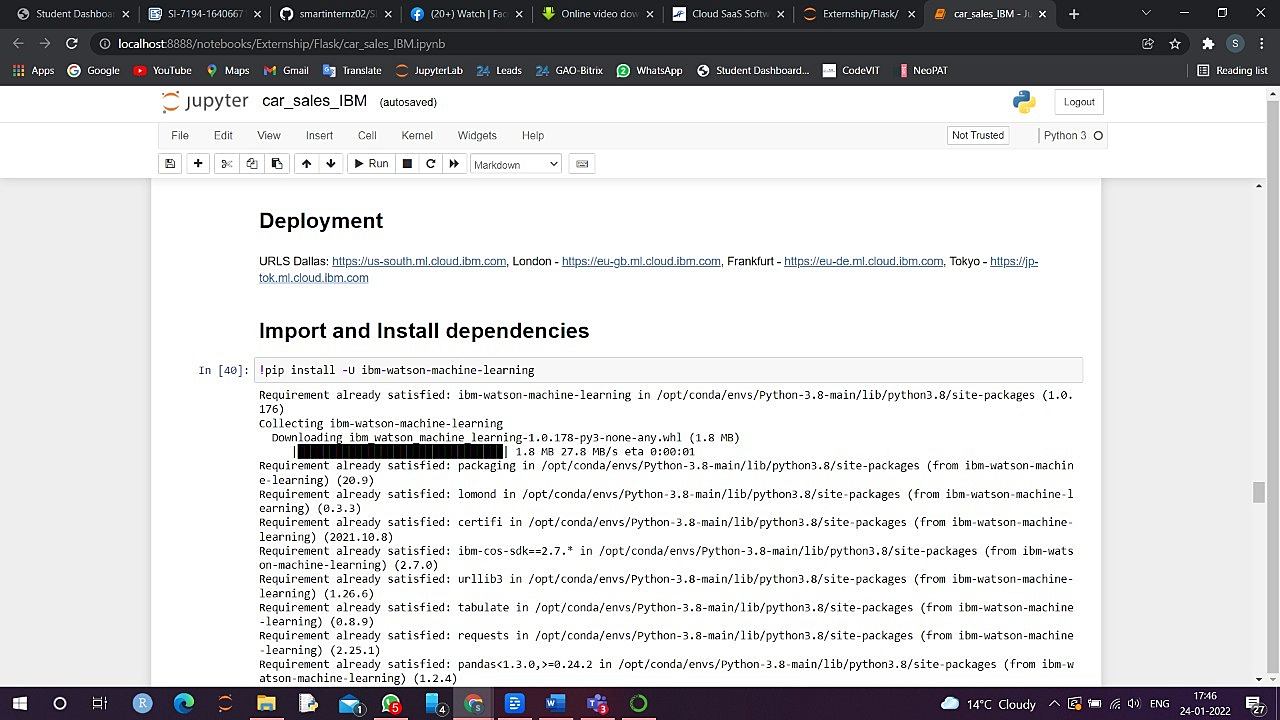 Student Dashboa
SI-7194-1640667
smartinternz02/SI
(20+) Watch | Fac
Online video dow
Cloud SaaS Softw
Externship/Flask/
car_sales_IBM - Ju
localhost:8888/notebooks/Externship/Flask/car_sales_IBM.ipynb
S
Apps
Google
YouTube
Maps
Gmail
Translate
JupyterLab
24 Leads
24 GAO-Bitrix
2 WhatsApp
Student Dashboard...
CodeVIT
NeoPAT
Reading list
jupyter car_sales_IBM (autosaved)
Logout
File Edit View Insert Cell Kernel Widgets Help
Not Trusted
Python 3
Run
Markdown
Deployment
URLS Dallas: https://us-south.ml.cloud.ibm.com, London - https://eu-gb.ml.cloud.ibm.com, Frankfurt - https://eu-de.ml.cloud.ibm.com, Tokyo - https://jp-
tok.ml.cloud.ibm.com
Import and Install dependencies
In [40]: !pip install -U ibm-watson-machine-learning
Requirement already satisfied: ibm-watson-machine-learning in /opt/conda/envs/Python-3.8-main/lib/python3.8/site-packages (1.0.
176)
Collecting ibm-watson-machine-learning
Downloading ibm_watson_machine_learning-1.0.178-py3-none-any.whl (1.8 MB)
| | 1.8 MB 27.8 MB/s eta 0:00:01
Requirement already satisfied: packaging in /opt/conda/envs/Python-3.8-main/lib/python3.8/site-packages (from ibm-watson-machin
e-learning) (20.9)
Requirement already satisfied: lomond in /opt/conda/envs/Python-3.8-main/lib/python3.8/site-packages (from ibm-watson-machine-l
earning) (0.3.3)
Requirement already satisfied: certifi in /opt/conda/envs/Python-3.8-main/lib/python3.8/site-packages (from ibm-watson-machine-
learning) (2021.10.8)
Requirement already satisfied: ibm-cos-sdk==2.7.* in /opt/conda/envs/Python-3.8-main/lib/python3.8/site-packages (from ibm-wats
on-machine-learning) (2.7.0)
Requirement already satisfied: urllib3 in /opt/conda/envs/Python-3.8-main/lib/python3.8/site-packages (from ibm-watson-machine-
learning) (1.26.6)
Requirement already satisfied: tabulate in /opt/conda/envs/Python-3.8-main/lib/python3.8/site-packages (from ibm-watson-machine
-learning) (0.8.9)
Requirement already satisfied: requests in /opt/conda/envs/Python-3.8-main/lib/python3.8/site-packages (from ibm-watson-machine
-learning) (2.25.1)
Requirement already satisfied: pandas<1.3.0,>=0.24.2 in /opt/conda/envs/Python-3.8-main/lib/python3.8/site-packages (from ibm-w
atson-machine-learning) (1.2.4)
14°C Cloudy
ENG
17:46
24-01-2022